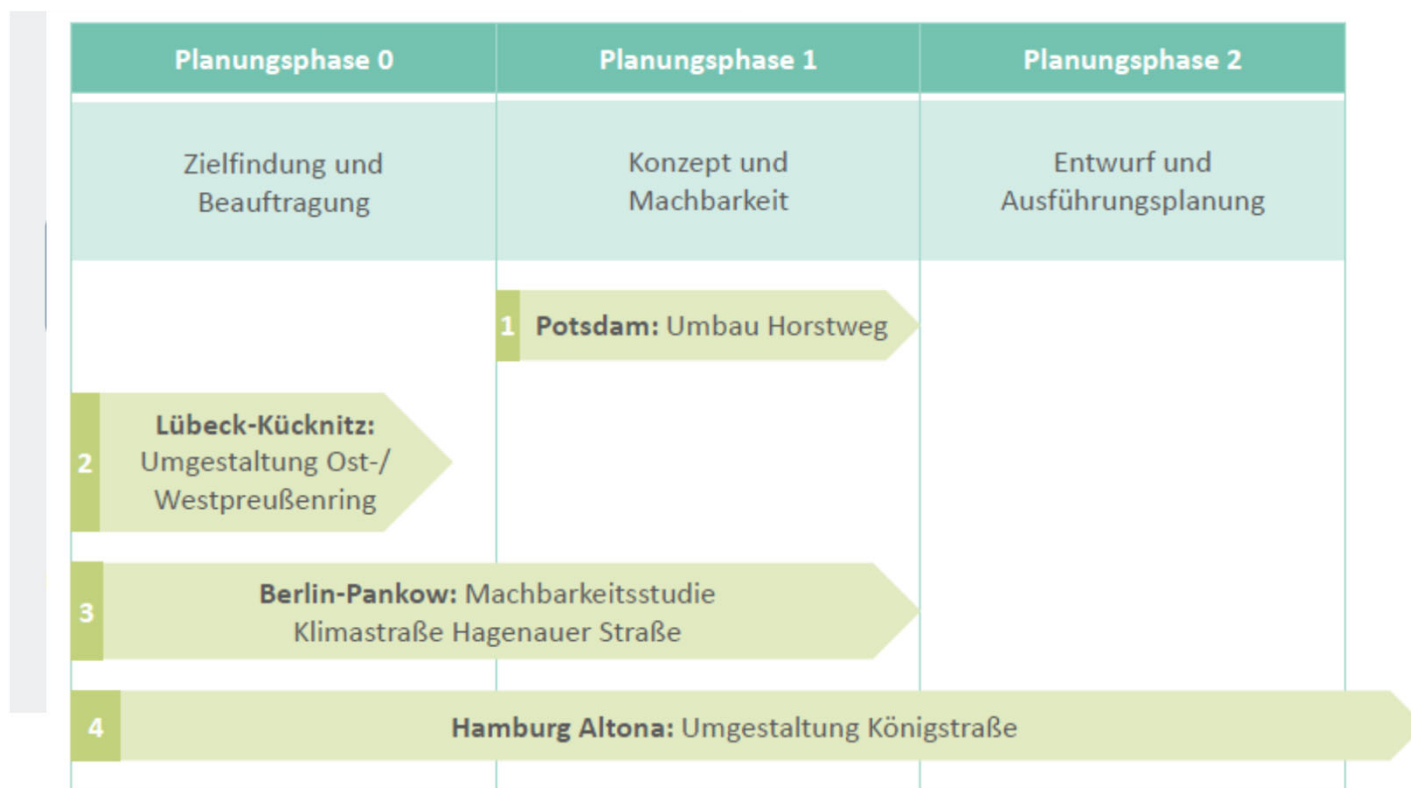 Planungsphase 0
Planungsphase 1
Planungsphase 2
Zielfindung und
Beauftragung
Konzept und
Machbarkeit
Entwurf und
Ausführungsplanung
1 Potsdam: Umbau Horstweg
2
Lübeck-Kücknitz:
Umgestaltung Ost-/
Westpreußenring
3
Berlin-Pankow: Machbarkeitsstudie
Klimastraße Hagenauer Straße
4 Hamburg Altona: Umgestaltung Königstraße